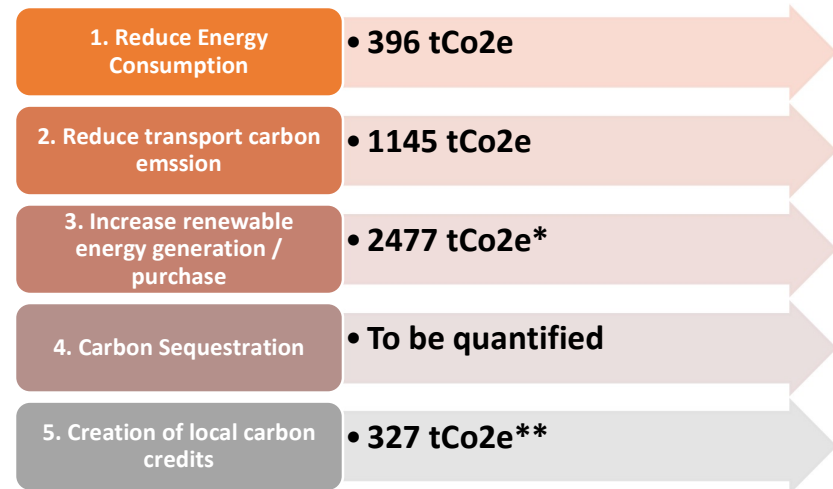 1. Reduce Energy
Consumption
• 396 tCo2e
2. Reduce transport carbon
emssion
• 1145 tCo2e
3. Increase renewable
energy generation /
purchase
• 2477 tCo2e*
4. Carbon Sequestration
• To be quantified
5. Creation of local carbon
credits
• 327 tCo2e**